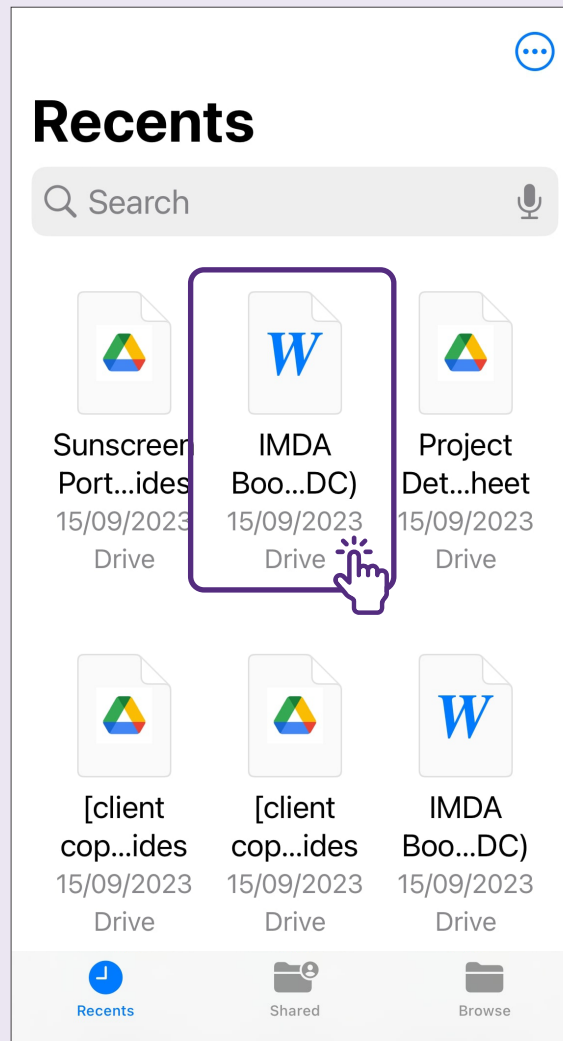 Recents
Search
Sunscreen
Port...ides
15/09/2023
Drive
W
IMDA
Boo...DC)
15/09/2023
Drive
Project
Det...heet
15/09/2023
Drive
[client
cop...ides
15/09/2023
Drive
[client
cop...ides
15/09/2023
Drive
W
IMDA
Boo...DC)
15/09/2023
Drive
Recents
Shared
Browse